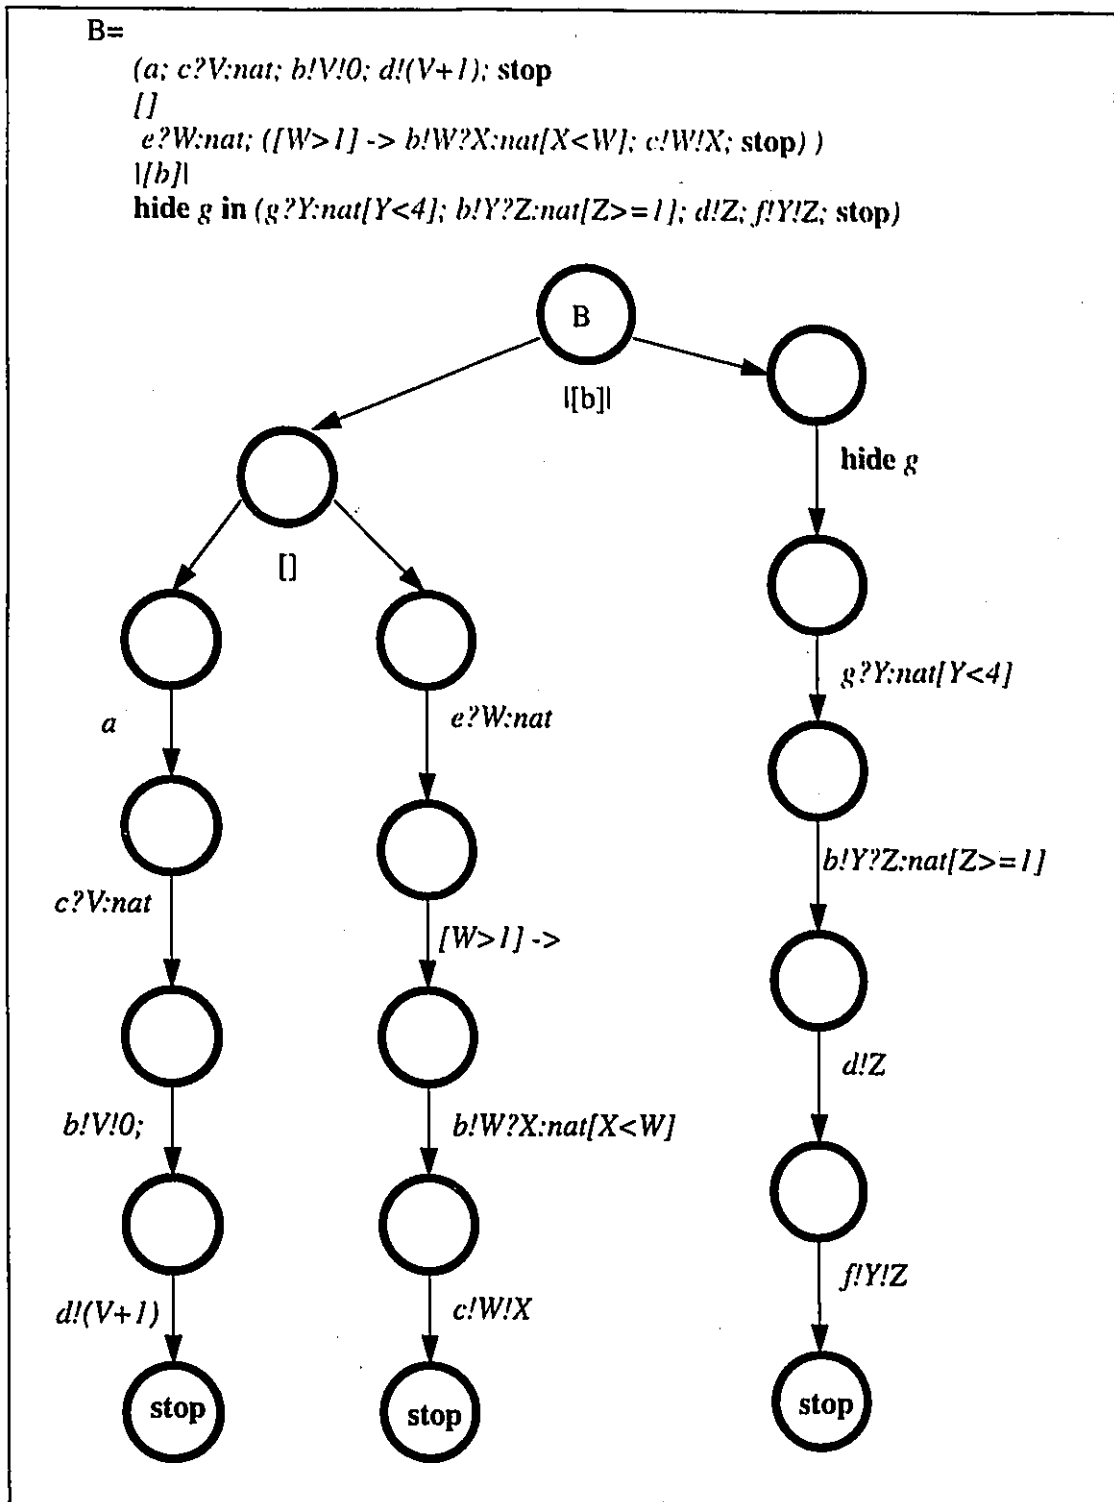 B=
(a; c?V:nat; b!V!0; d!(V+1); stop
[]
e?W:nat; ([W>1] -> b!W?X:nat[X<W]; c!W!X; stop) )
|[b]|
hide g in (g?Y:nat[Y<4]; b!Y?Z:nat[Z>=1]; d!Z; f!Y!Z; stop)
B
|[b]|
hide g
[]
g?Y:nat[Y<4]
a
e?W:nat
b!Y?Z:nat[Z>=1]
c?V:nat
[W>1] ->
d!Z
b!V!0;
b!W?X:nat[X<W]
f!Y!Z
d!(V+1)
c!W!X
stop
stop
stop